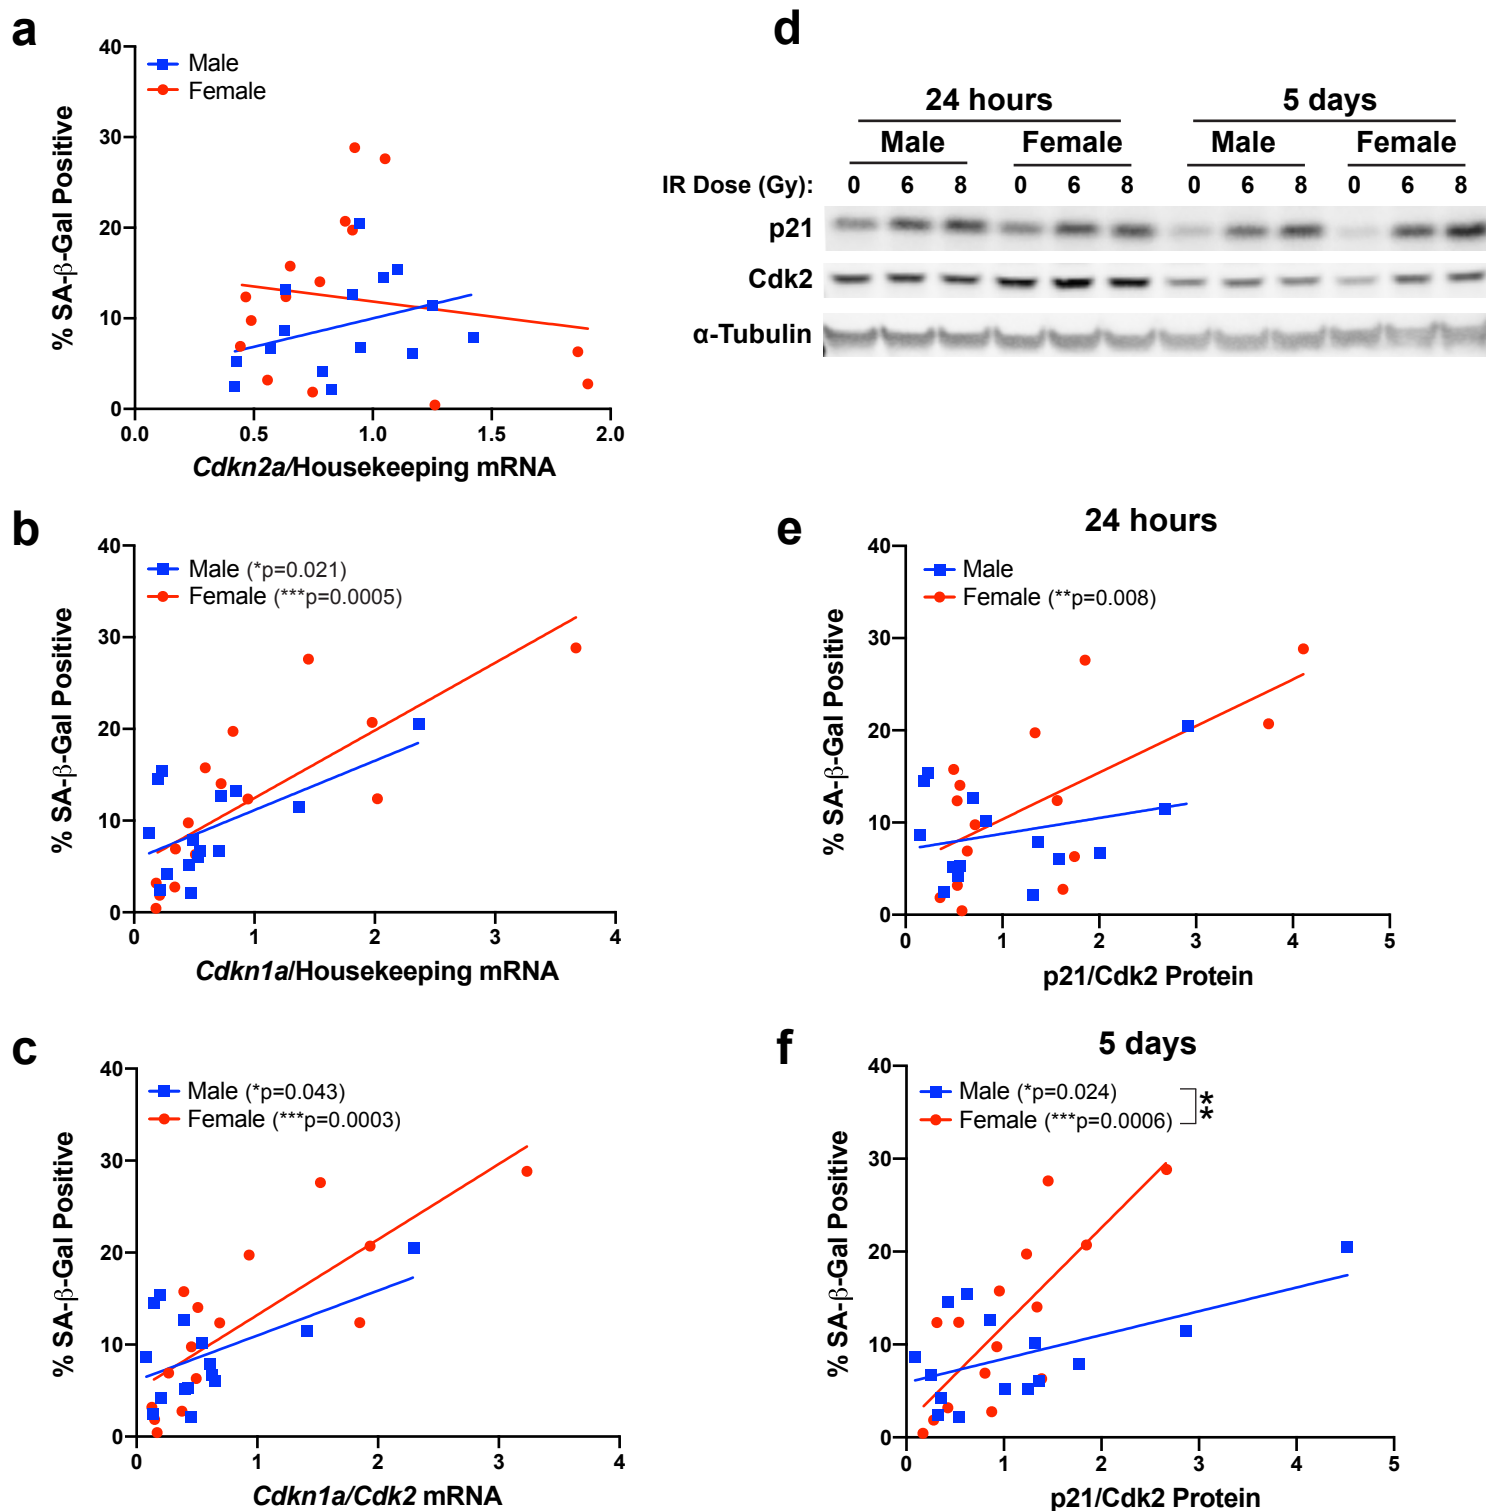 a
40
30
20
10
0
% SA-β-Gal Positive
Male
Female
0.0 0.5 1.0 1.5 2.0
Cdkn2a/Housekeeping mRNA
b
40
30
20
10
0
% SA-β-Gal Positive
Male (*p=0.021)
Female (***p=0.0005)
0 1 2 3 4
Cdkn1a/Housekeeping mRNA
c
40
30
20
10
0
% SA-β-Gal Positive
Male (*p=0.043)
Female (***p=0.0003)
0 1 2 3 4
Cdkn1a/Cdk2 mRNA
d
24 hours 5 days
Male Female Male Female
IR Dose (Gy): 0 6 8 0 6 8 0 6 8 0 6 8
p21
Cdk2
α-Tubulin
e
24 hours
40
30
20
10
0
% SA-β-Gal Positive
Male
Female (**p=0.008)
0 1 2 3 4 5
p21/Cdk2 Protein
f
5 days
40
30
20
10
0
% SA-β-Gal Positive
Male (*p=0.024)
Female (***p=0.0006)
**
0 1 2 3 4 5
p21/Cdk2 Protein